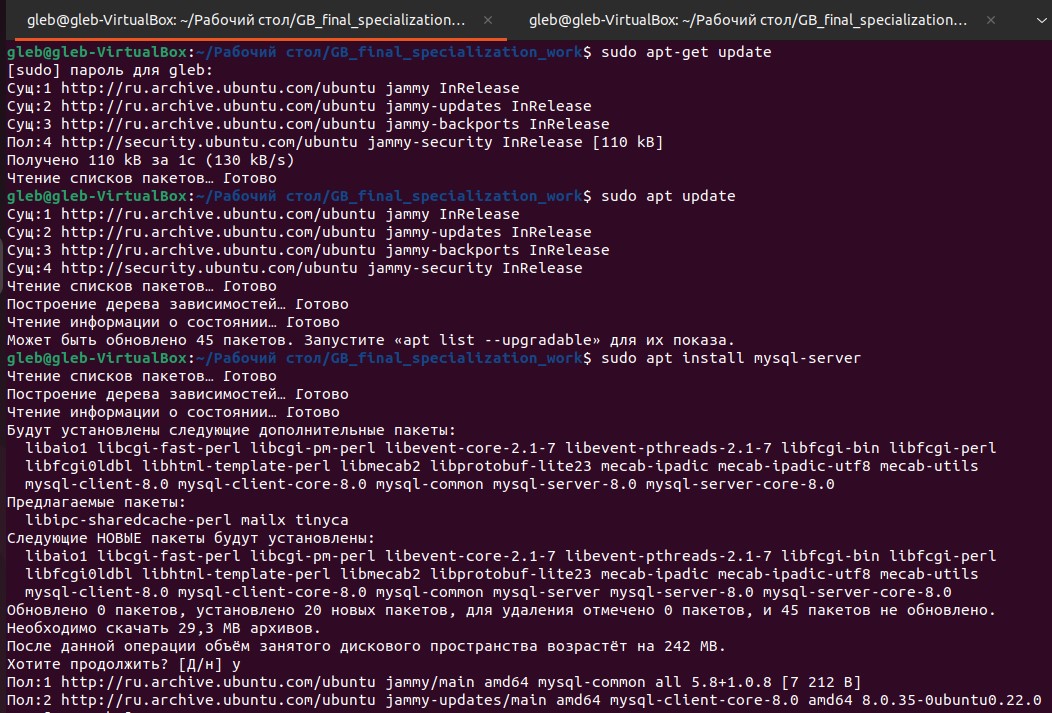 gleb@gleb-VirtualBox: ~/Рабочий стол/GB_final_specialization... × gleb@gleb-VirtualBox: ~/Рабочий стол/GB_final_specialization... ×
gleb@gleb-VirtualBox:~/Рабочий стол/GB_final_specialization_work$ sudo apt-get update
[sudo] пароль для gleb:
Сущ:1 http://ru.archive.ubuntu.com/ubuntu jammy InRelease
Сущ:2 http://ru.archive.ubuntu.com/ubuntu jammy-updates InRelease
Сущ:3 http://ru.archive.ubuntu.com/ubuntu jammy-backports InRelease
Пол:4 http://security.ubuntu.com/ubuntu jammy-security InRelease [110 kB]
Получено 110 kB за 1с (130 kB/s)
Чтение списков пакетов… Готово
gleb@gleb-VirtualBox:~/Рабочий стол/GB_final_specialization_work$ sudo apt update
Сущ:1 http://ru.archive.ubuntu.com/ubuntu jammy InRelease
Сущ:2 http://ru.archive.ubuntu.com/ubuntu jammy-updates InRelease
Сущ:3 http://ru.archive.ubuntu.com/ubuntu jammy-backports InRelease
Сущ:4 http://security.ubuntu.com/ubuntu jammy-security InRelease
Чтение списков пакетов… Готово
Построение дерева зависимостей… Готово
Чтение информации о состоянии… Готово
Может быть обновлено 45 пакетов. Запустите «apt list --upgradable» для их показа.
gleb@gleb-VirtualBox:~/Рабочий стол/GB_final_specialization_work$ sudo apt install mysql-server
Чтение списков пакетов… Готово
Построение дерева зависимостей… Готово
Чтение информации о состоянии… Готово
Будут установлены следующие дополнительные пакеты:
libaio1 libcgi-fast-perl libcgi-pm-perl libevent-core-2.1-7 libevent-pthreads-2.1-7 libfcgi-bin libfcgi-perl
libfcgi0ldbl libhtml-template-perl libmecab2 libprotobuf-lite23 mecab-ipadic mecab-ipadic-utf8 mecab-utils
mysql-client-8.0 mysql-client-core-8.0 mysql-common mysql-server-8.0 mysql-server-core-8.0
Предлагаемые пакеты:
libipc-sharedcache-perl mailx tinyca
Следующие НОВЫЕ пакеты будут установлены:
libaio1 libcgi-fast-perl libcgi-pm-perl libevent-core-2.1-7 libevent-pthreads-2.1-7 libfcgi-bin libfcgi-perl
libfcgi0ldbl libhtml-template-perl libmecab2 libprotobuf-lite23 mecab-ipadic mecab-ipadic-utf8 mecab-utils
mysql-client-8.0 mysql-client-core-8.0 mysql-common mysql-server mysql-server-8.0 mysql-server-core-8.0
Обновлено 0 пакетов, установлено 20 новых пакетов, для удаления отмечено 0 пакетов, и 45 пакетов не обновлено.
Необходимо скачать 29,3 MB архивов.
После данной операции объём занятого дискового пространства возрастёт на 242 MB.
Хотите продолжить? [Д/н] y
Пол:1 http://ru.archive.ubuntu.com/ubuntu jammy/main amd64 mysql-common all 5.8+1.0.8 [7 212 B]
Пол:2 http://ru.archive.ubuntu.com/ubuntu jammy-updates/main amd64 mysql-client-core-8.0 amd64 8.0.35-0ubuntu0.22.0